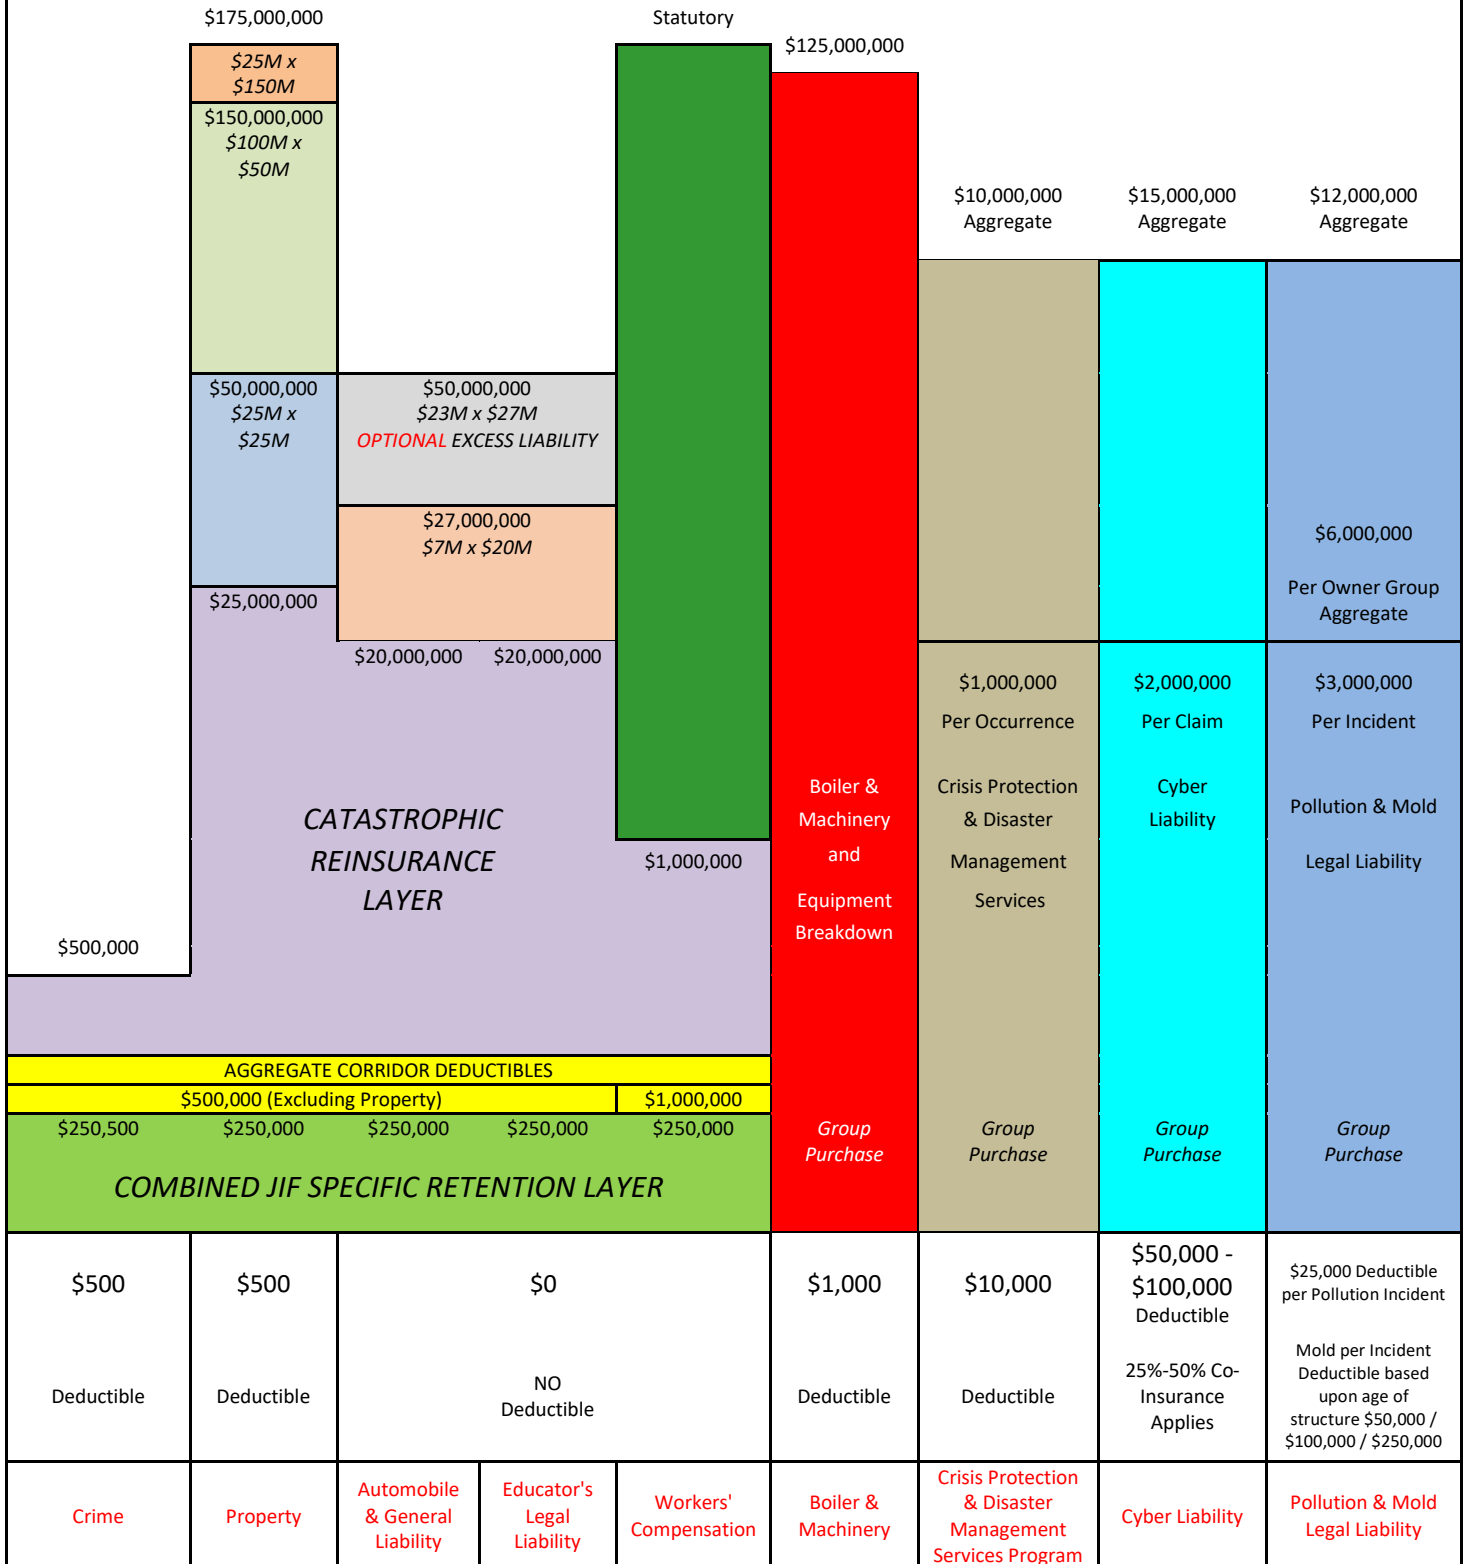 $175,000,000
Statutory
$125,000,000
$25M x
$150M
$150,000,000
$100M x
$50M
$10,000,000
Aggregate
$15,000,000
Aggregate
$12,000,000
Aggregate
$50,000,000
$25M x
$25M
$50,000,000
$23M x $27M
OPTIONAL EXCESS LIABILITY
$27,000,000
$7M x $20M
$6,000,000
Per Owner Group
Aggregate
$25,000,000
$20,000,000
$20,000,000
$1,000,000
Per Occurrence
$2,000,000
Per Claim
$3,000,000
Per Incident
CATASTROPHIC
REINSURANCE
LAYER
$1,000,000
Boiler &
Machinery
and
Equipment
Breakdown
Crisis Protection
& Disaster
Management
Services
Cyber
Liability
Pollution & Mold
Legal Liability
$500,000
AGGREGATE CORRIDOR DEDUCTIBLES
$500,000 (Excluding Property)
$1,000,000
$250,500
$250,000
$250,000
$250,000
$250,000
COMBINED JIF SPECIFIC RETENTION LAYER
Group
Purchase
Group
Purchase
Group
Purchase
Group
Purchase
$500
Deductible
$500
Deductible
$0
NO
Deductible
$1,000
Deductible
$10,000
Deductible
$50,000 -
$100,000
Deductible
25%-50% Co-
Insurance
Applies
$25,000 Deductible
per Pollution Incident
Mold per Incident
Deductible based
upon age of
structure $50,000 /
$100,000 / $250,000
Crime
Property
Automobile
& General
Liability
Educator's
Legal
Liability
Workers'
Compensation
Boiler &
Machinery
Crisis Protection
& Disaster
Management
Services Program
Cyber Liability
Pollution & Mold
Legal Liability